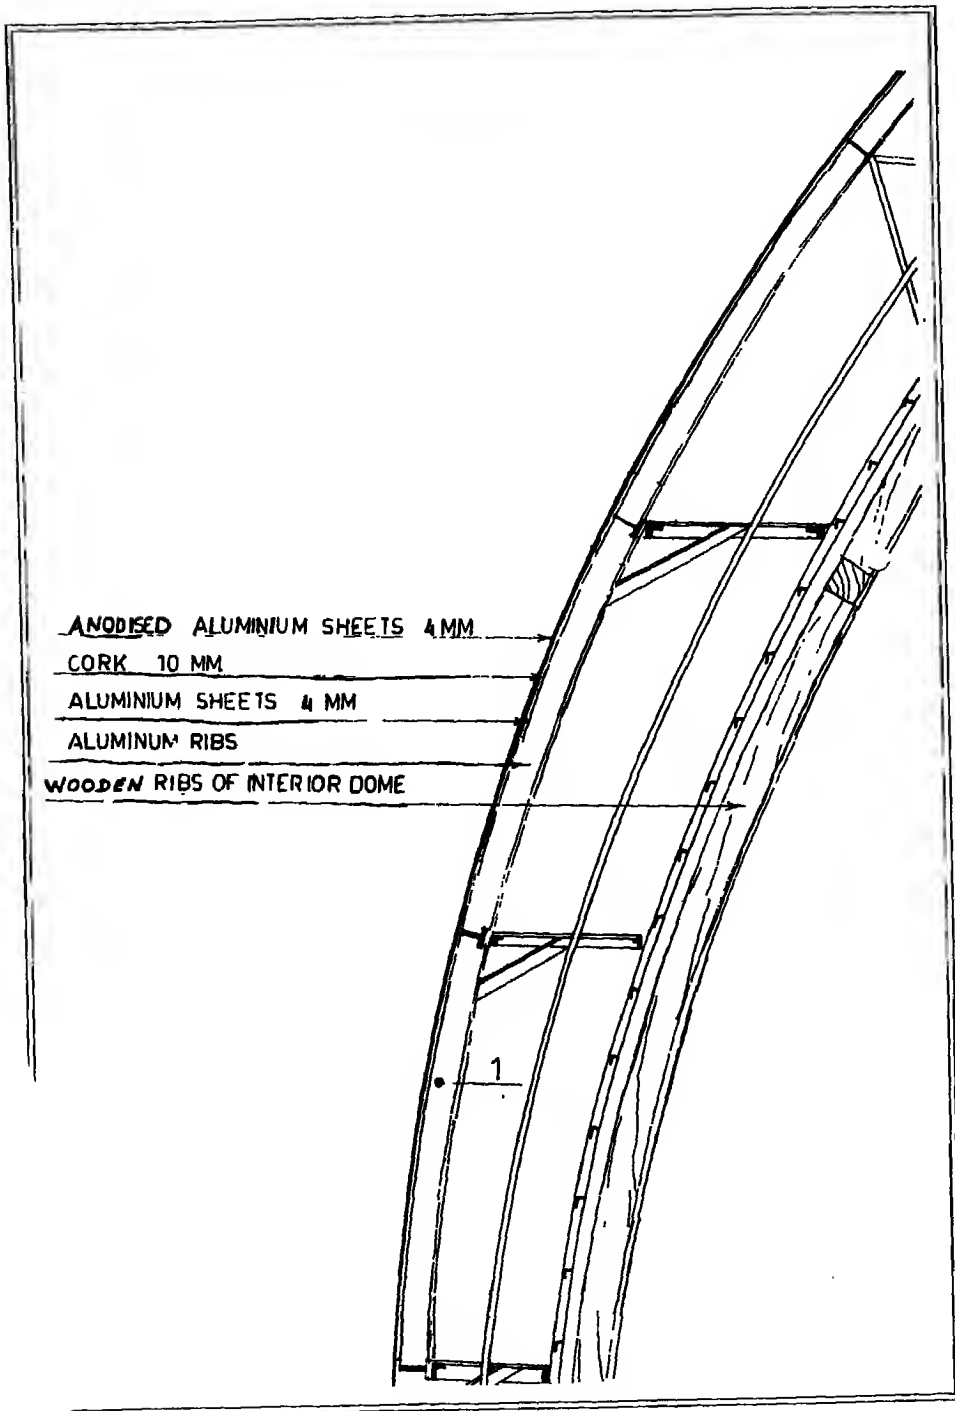 ANODISED ALUMINIUM SHEETS 4 MM
CORK 10 MM
ALUMINIUM SHEETS 4 MM
ALUMINUM RIBS
WOODEN RIBS OF INTERIOR DOME
1